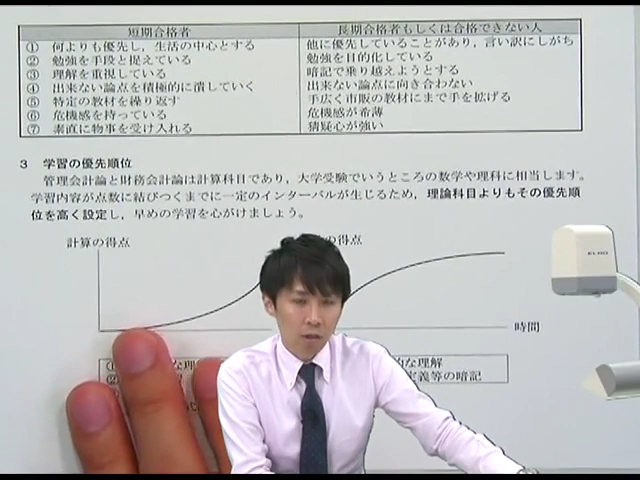 短期合格者 長期合格者もしくは合格できない人
① 何よりも優先し，生活の中心とする 他に優先していることがあり，言い訳にしがち
② 勉強を手段と捉えている 勉強を目的化している
③ 理解を重視している 暗記で乗り越えようとする
④ 出来ない論点を積極的に潰していく 出来ない論点に向き合わない
⑤ 特定の教材を繰り返す 手広く市販の教材にまで手を拡げる
⑥ 危機感を持っている 危機感が希薄
⑦ 素直に物事を受け入れる 猜疑心が強い
3 学習の優先順位
管理会計論と財務会計論は計算科目であり，大学受験でいうところの数学や理科に相当します。
学習内容が点数に結びつくまでに一定のインターバルが生じるため，理論科目よりもその優先順
位を高く設定し，早めの学習を心がけましょう。
計算の得点 の得点
時間
① な理 的な理解
② 定義等の暗記
ELMO